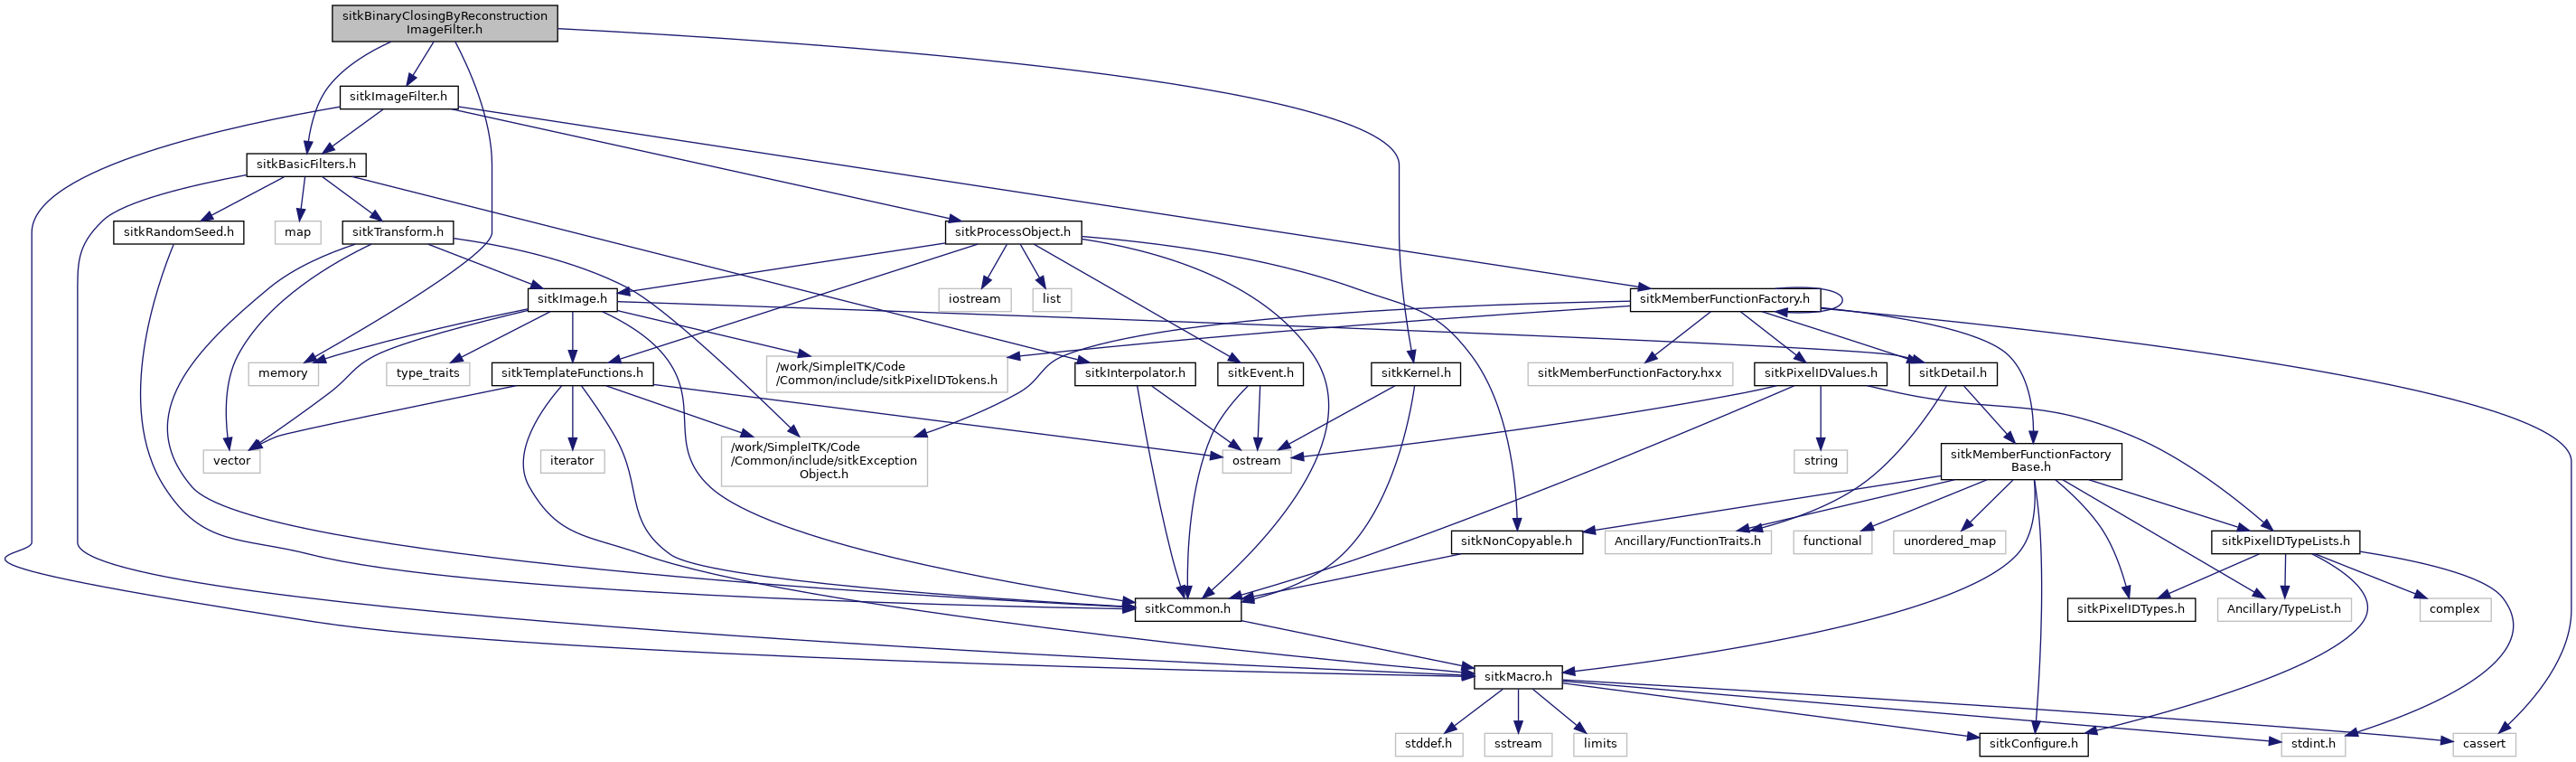 sitkBinaryClosingByReconstruction
ImageFilter.h
sitkImageFilter.h
sitkBasicFilters.h
sitkRandomSeed.h
map
sitkTransform.h
sitkProcessObject.h
sitkImage.h
iostream
list
sitkMemberFunctionFactory.h
memory
type_traits
sitkTemplateFunctions.h
/work/SimpleITK/Code
/Common/include/sitkPixelIDTokens.h
sitkInterpolator.h
sitkEvent.h
sitkKernel.h
sitkMemberFunctionFactory.hxx
sitkPixelIDValues.h
sitkDetail.h
vector
iterator
/work/SimpleITK/Code
/Common/include/sitkException
Object.h
ostream
string
sitkMemberFunctionFactory
Base.h
sitkNonCopyable.h
Ancillary/FunctionTraits.h
functional
unordered_map
sitkPixelIDTypeLists.h
sitkCommon.h
sitkPixelIDTypes.h
Ancillary/TypeList.h
complex
sitkMacro.h
stddef.h
sstream
limits
sitkConfigure.h
stdint.h
cassert